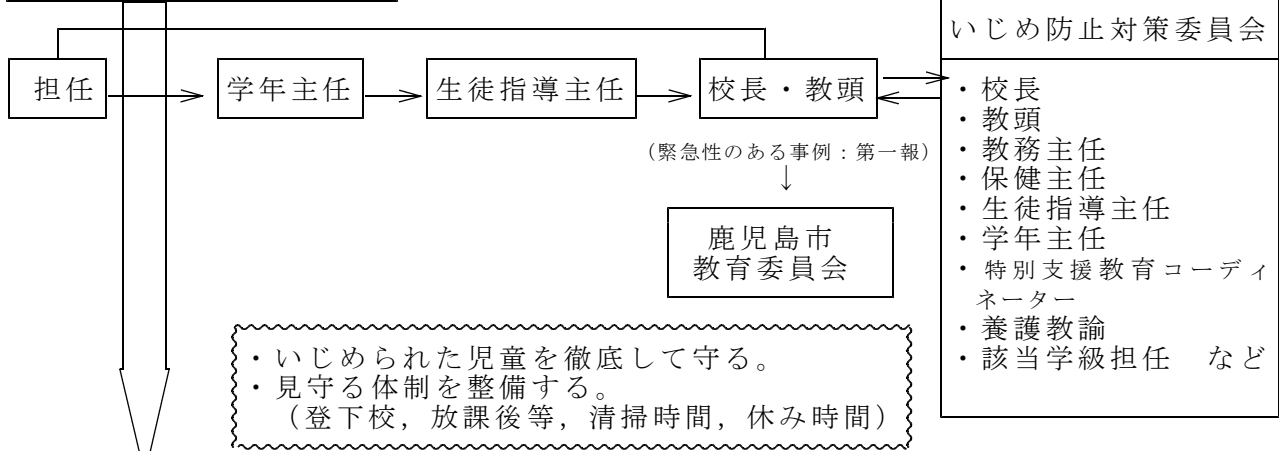 担任
学年主任
生徒指導主任
校長・教頭
(緊急性のある事例:第一報)
↓
鹿児島市
教育委員会
いじめ防止対策委員会
・校長
・教頭
・教務主任
・保健主任
・生徒指導主任
・学年主任
・特別支援教育コーディ
ネーター
・養護教諭
・該当学級担任 など
・いじめられた児童を徹底して守る。
・見守る体制を整備する。
(登下校,放課後等,清掃時間,休み時間)